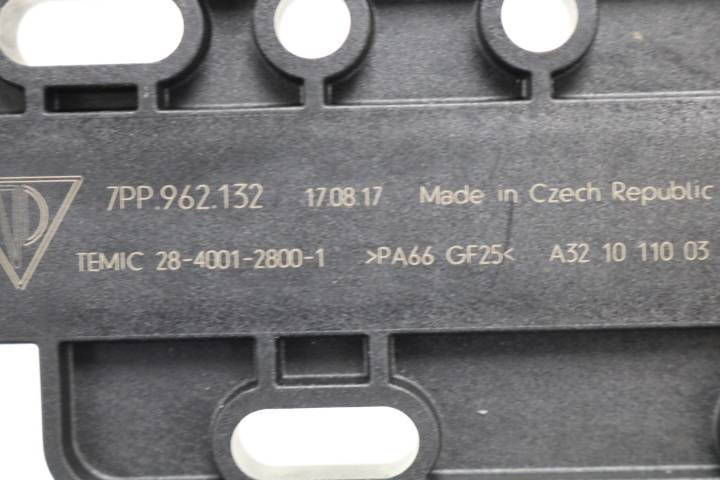 7PP.962.132 17.08.17 Made in Czech Republic
TEMIC 28-4001-2800-1 >PA66 GF25< A32 10 110 03